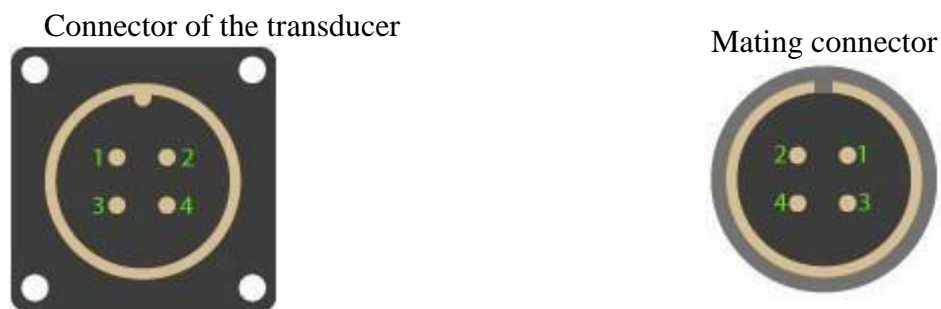 Connector of the transducer
Mating connector
1 2
3 4
2 1
4 3